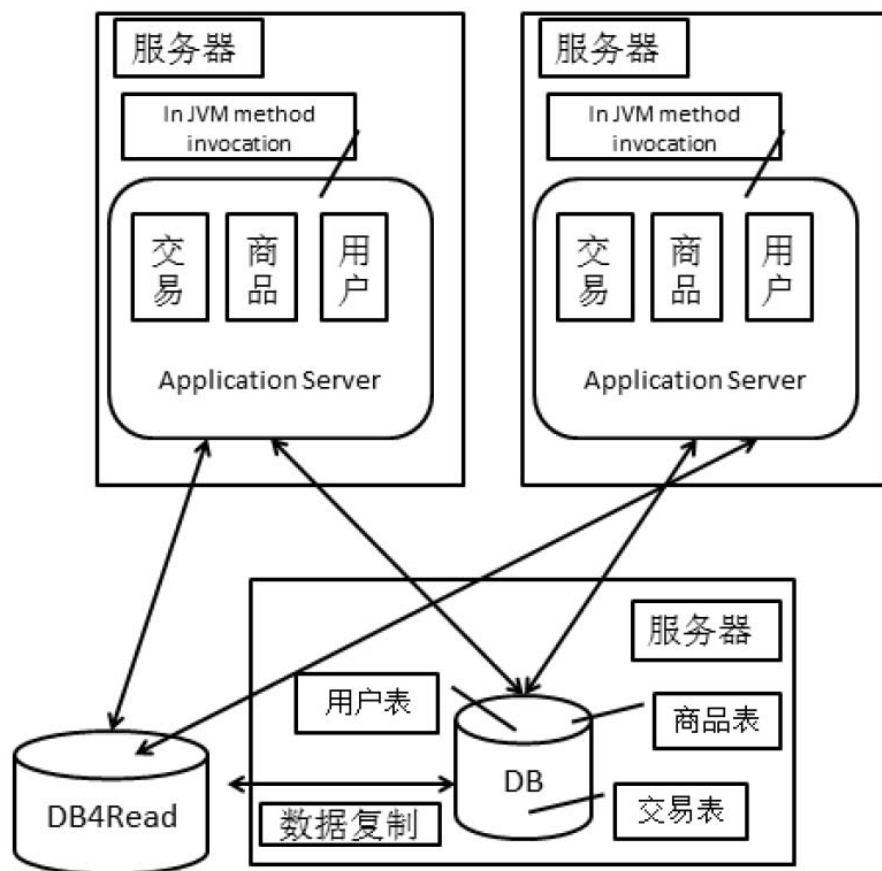 服务器
In JVM method
invocation
交易
商品
用户
Application Server
服务器
In JVM method
invocation
交易
商品
用户
Application Server
服务器
用户表
商品表
DB
交易表
数据复制
DB4Read